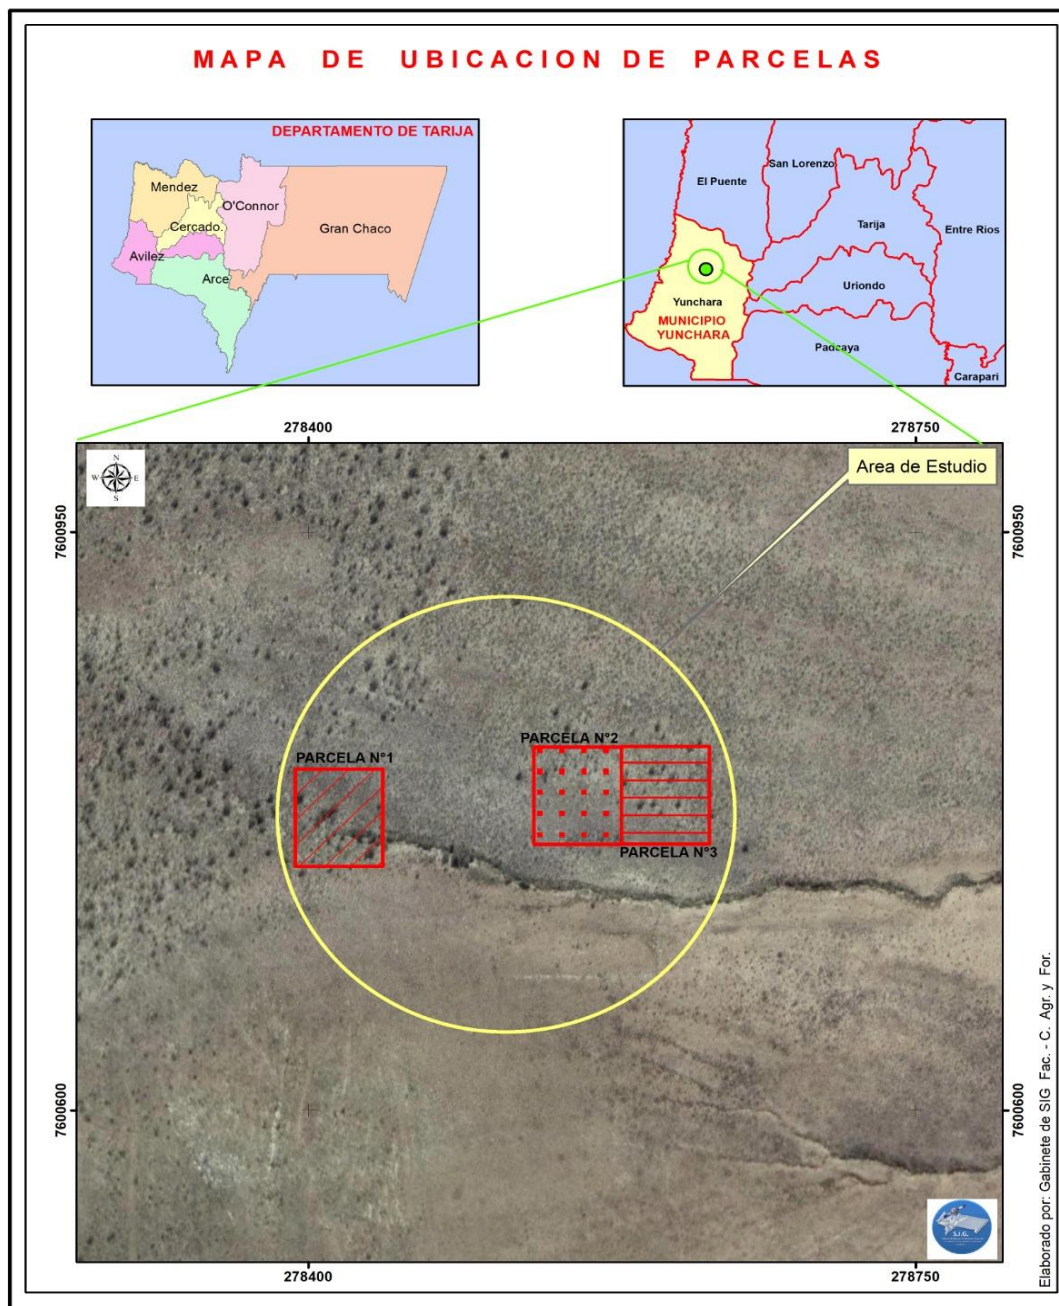 MAPA DE UBICACION DE PARCELAS
DEPARTAMENTO DE TARIJA
Mendez
O'Connor
Cercado.
Gran Chaco
Avilez
Arce
San Lorenzo
El Puente
Tarija
Entre Rios
Uriondo
Yunchara
MUNICIPIO
YUNCHARA
Padcaya
Carapari
278400
278750
N
W
E
S
Area de Estudio
7600950
7600950
PARCELA N°2
PARCELA N°1
PARCELA N°3
7600600
7600600
S.I.G.
278400
278750
Elaborado por: Gabinete de SIG Fac. - C. Agr. y For.